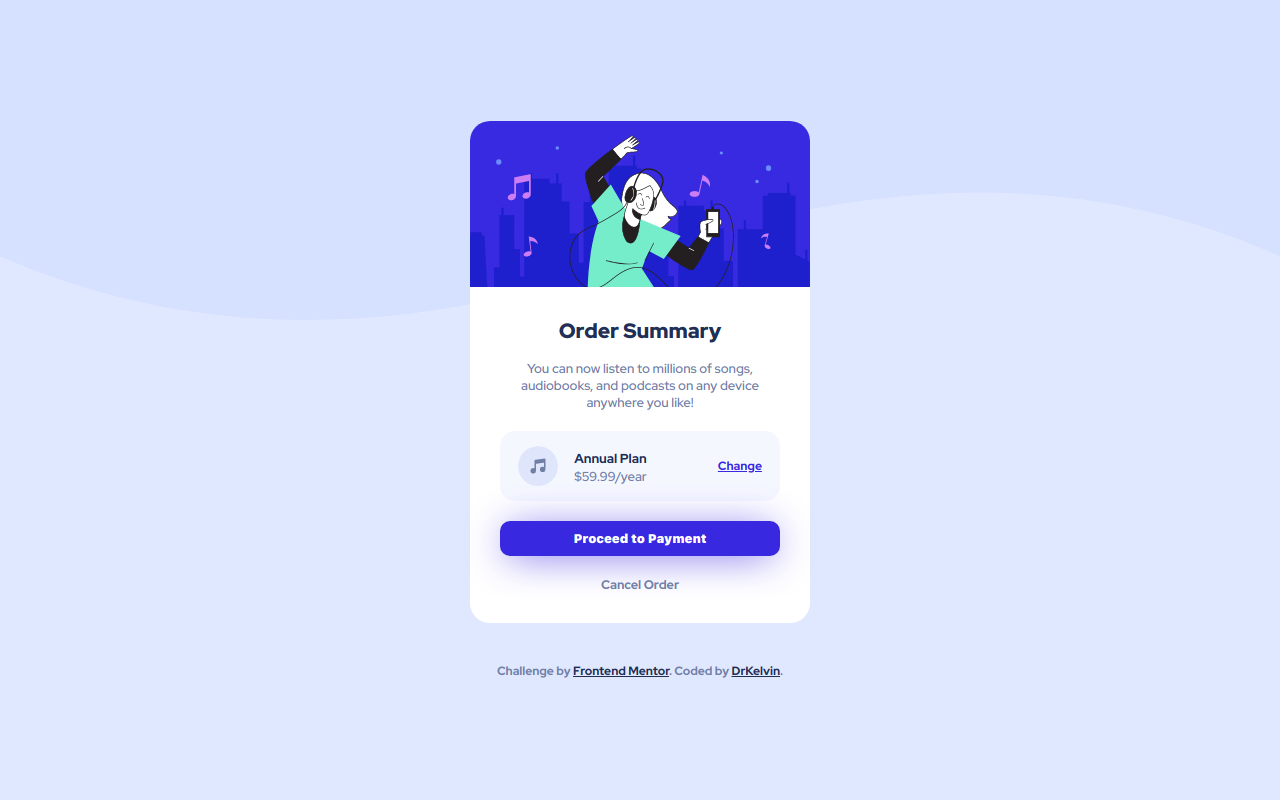 Order Summary
You can now listen to millions of songs,
audiobooks, and podcasts on any device
anywhere you like!
Annual Plan
$59.99/year
Change
Proceed to Payment
Cancel Order
Challenge by Frontend Mentor. Coded by DrKelvin.